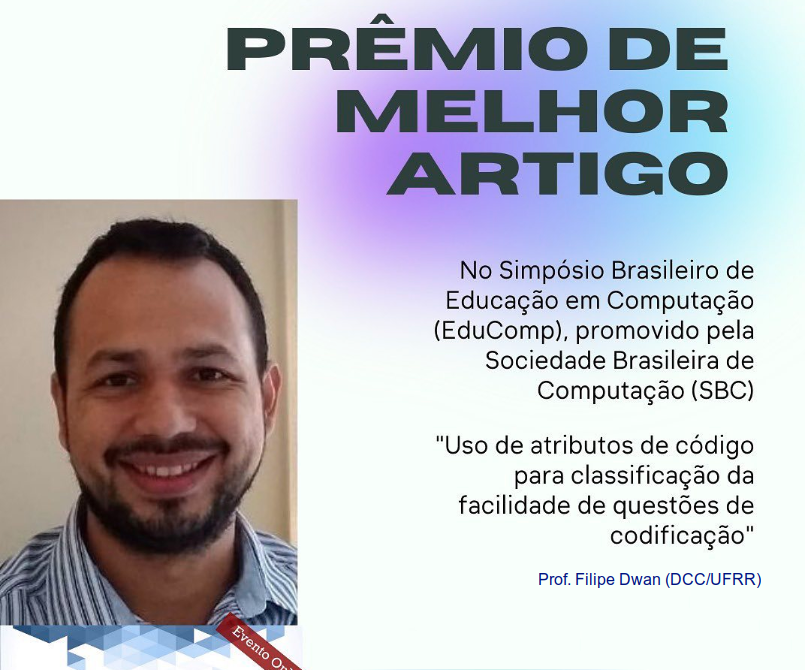 PRÊMIO DE
MELHOR
ARTIGO
No Simpósio Brasileiro de
Educação em Computação
(EduComp), promovido pela
Sociedade Brasileira de
Computação (SBC)
"Uso de atributos de código
para classificação da
facilidade de questões de
codificação"
Prof. Filipe Dwan (DCC/UFRR)
Evento